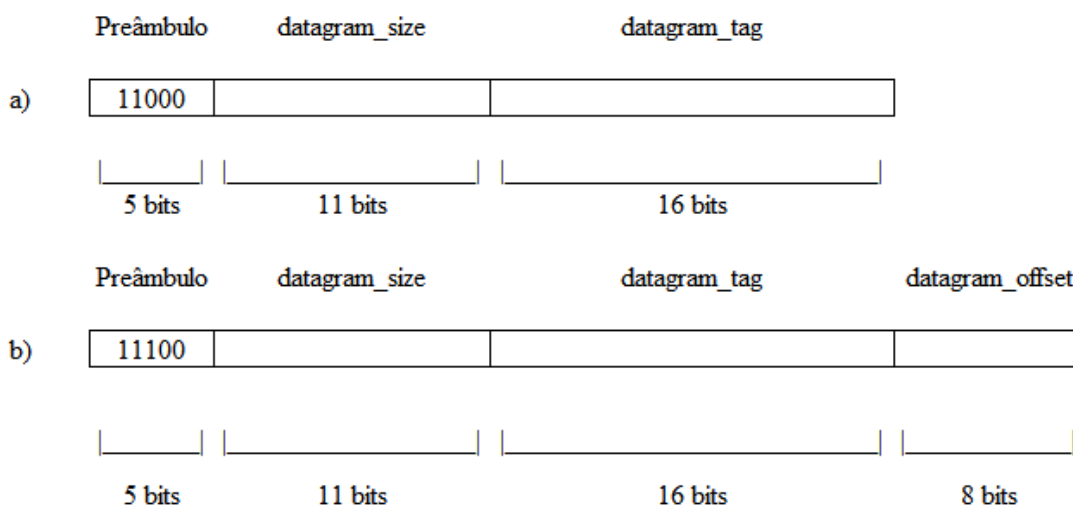 Preâmbulo datagram_size datagram_tag
a) 11000
5 bits 11 bits 16 bits
Preâmbulo datagram_size datagram_tag datagram_offset
b) 11100
5 bits 11 bits 16 bits 8 bits